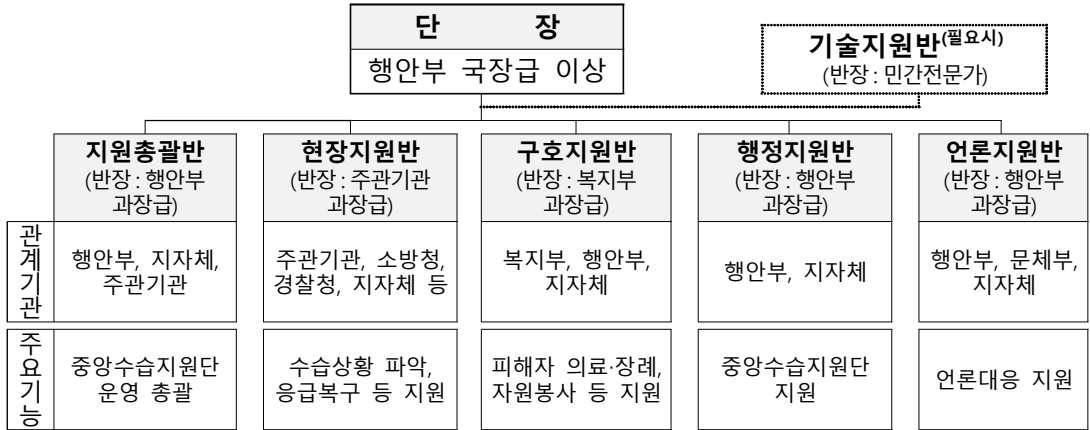 단 장
행안부 국장급 이상
기술지원반(필요시)
(반장 : 민간전문가)
지원총괄반
(반장 : 행안부
과장급)
현장지원반
(반장 : 주관기관
과장급)
구호지원반
(반장 : 복지부
과장급)
행정지원반
(반장 : 행안부
과장급)
언론지원반
(반장 : 행안부
과장급)
관계기관
행안부, 지자체,
주관기관
주관기관, 소방청,
경찰청, 지자체 등
복지부, 행안부,
지자체
행안부, 지자체
행안부, 문체부,
지자체
주요기능
중앙수습지원단
운영 총괄
수습상황 파악,
응급복구 등 지원
피해자 의료·장례,
자원봉사 등 지원
중앙수습지원단
지원
언론대응 지원